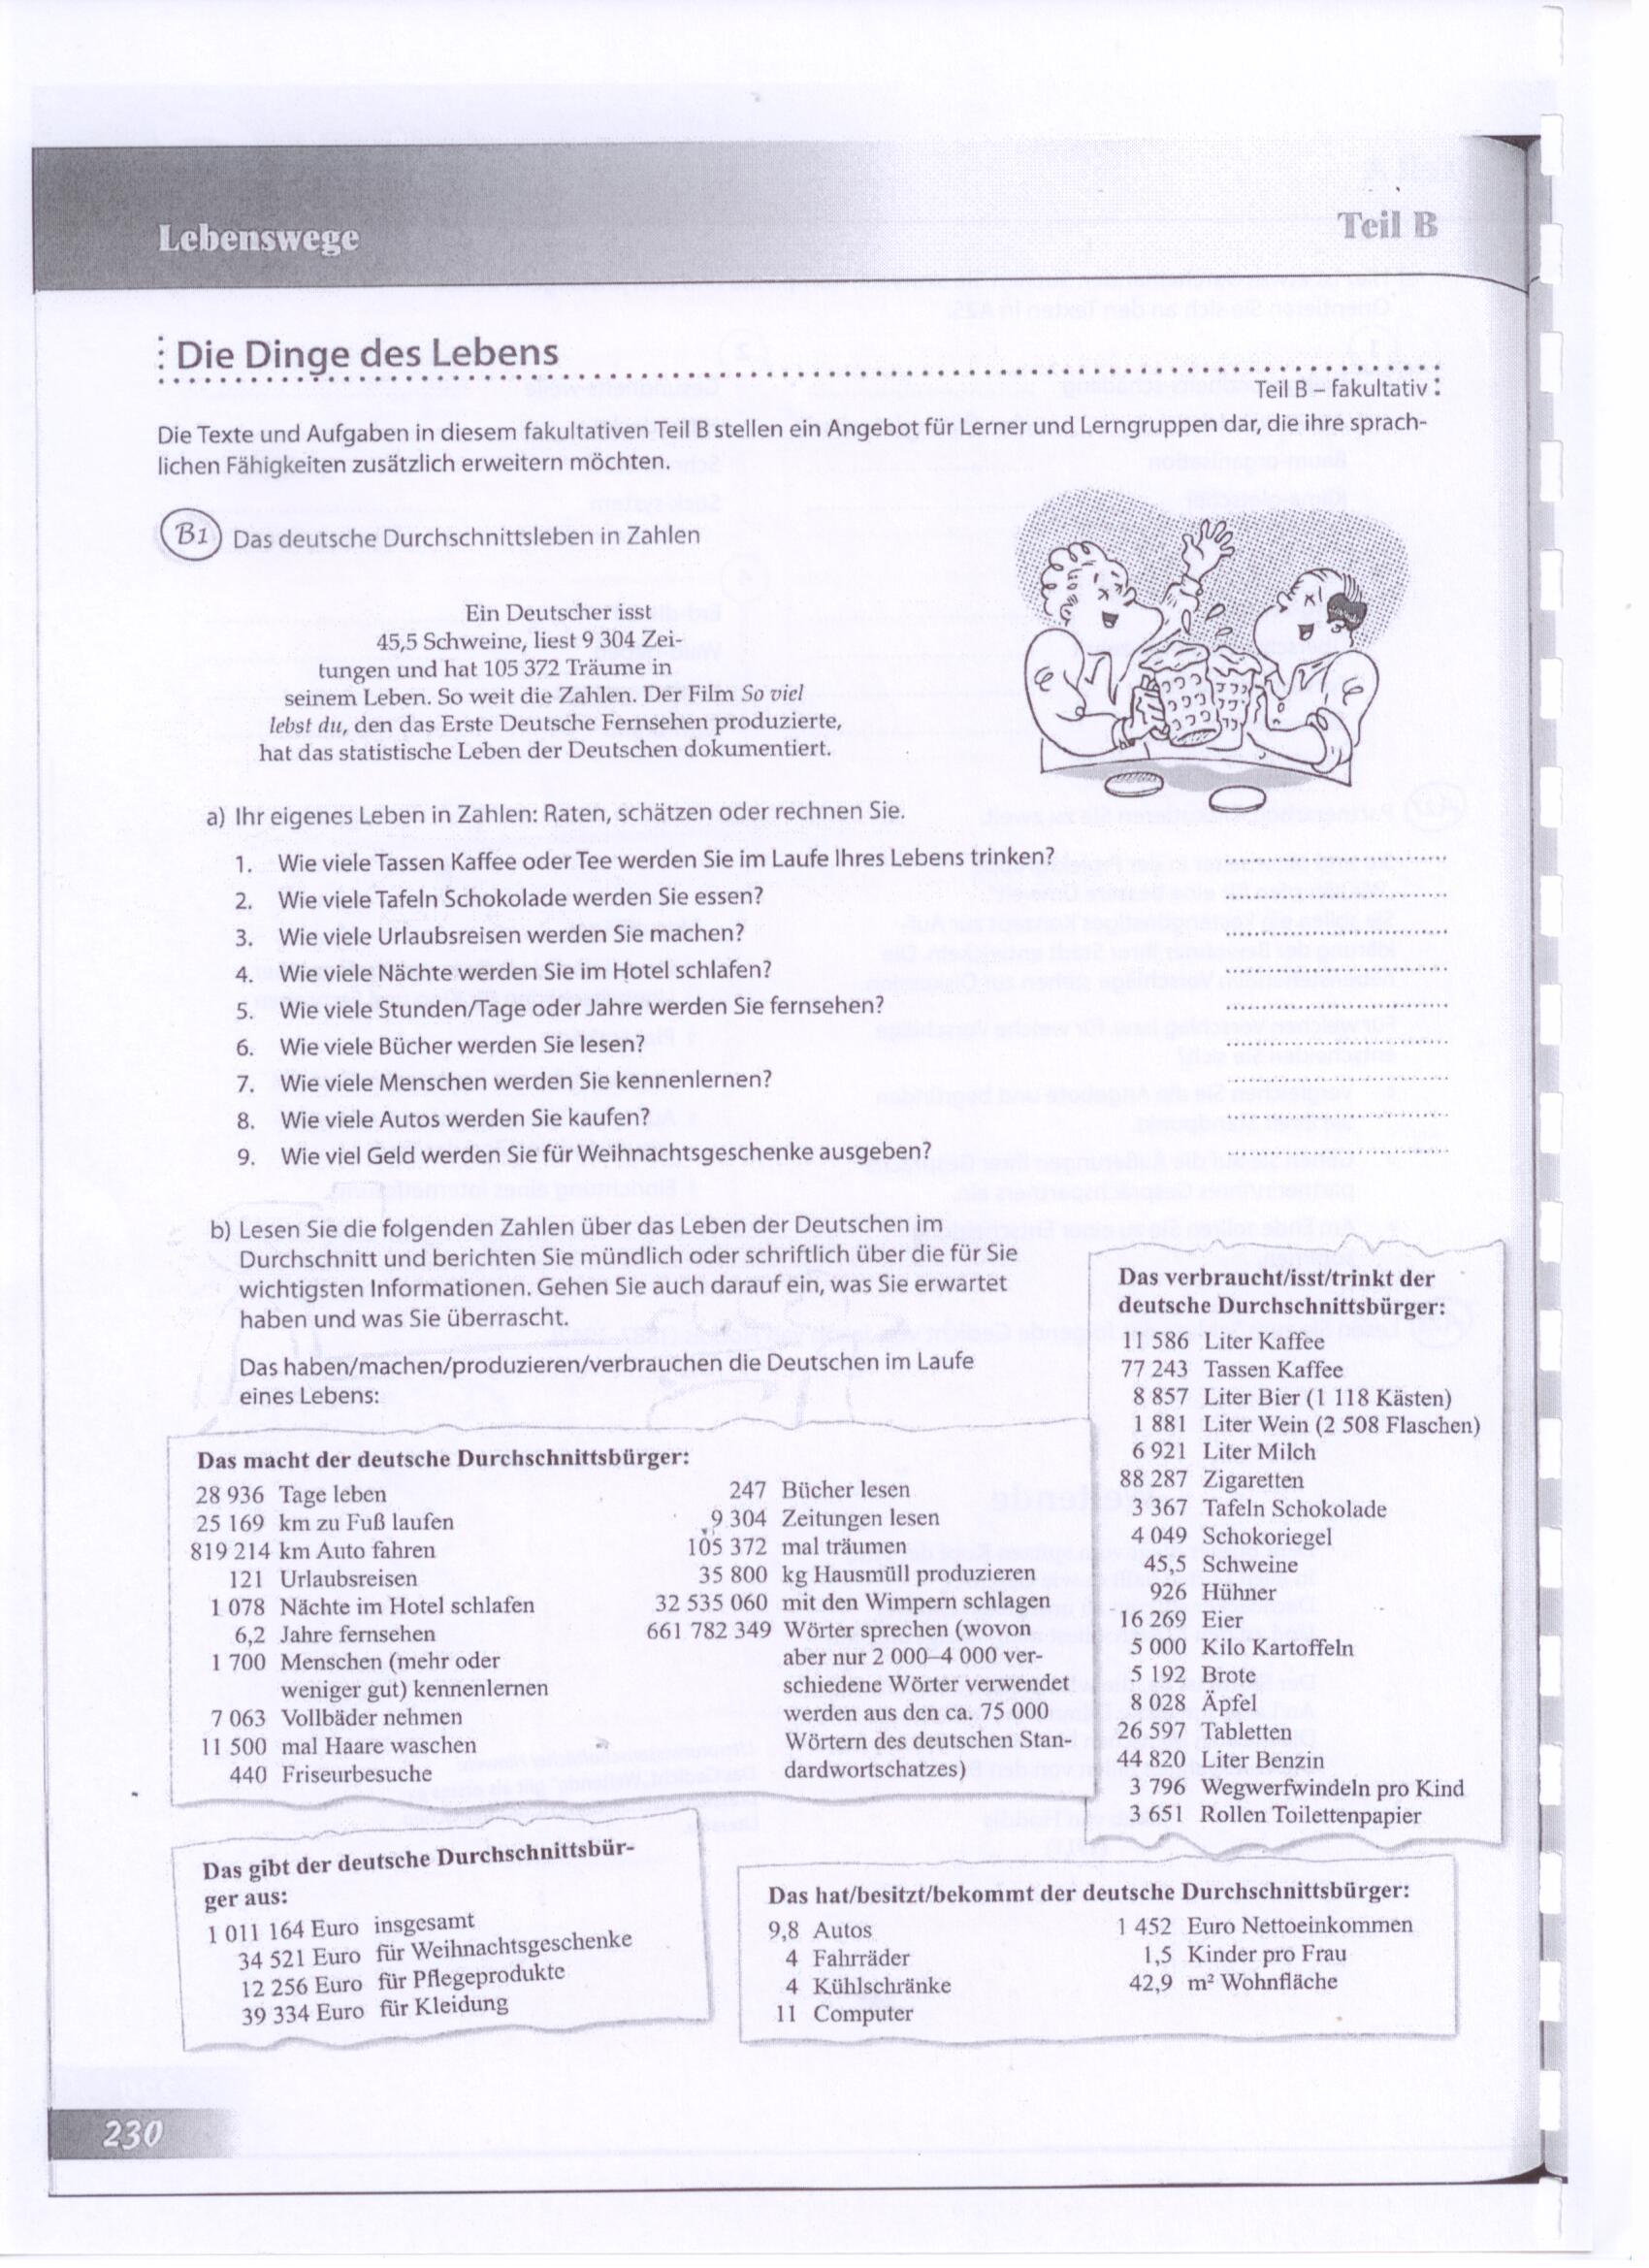 Lebenswege
Teil B
Die Dinge des Lebens
Teil B – fakultativ
Die Texte und Aufgaben in diesem fakultativen Teil B stellen ein Angebot für Lerner und Lerngruppen dar, die ihre sprach-
lichen Fähigkeiten zusätzlich erweitern möchten.
B1 Das deutsche Durchschnittsleben in Zahlen
Ein Deutscher isst
45,5 Schweine, liest 9 304 Zei-
tungen und hat 105 372 Träume in
seinem Leben. So weit die Zahlen. Der Film So viel
lebst du, den das Erste Deutsche Fernsehen produzierte,
hat das statistische Leben der Deutschen dokumentiert.
a) Ihr eigenes Leben in Zahlen: Raten, schätzen oder rechnen Sie.
1. Wie viele Tassen Kaffee oder Tee werden Sie im Laufe Ihres Lebens trinken?
2. Wie viele Tafeln Schokolade werden Sie essen?
3. Wie viele Urlaubsreisen werden Sie machen?
4. Wie viele Nächte werden Sie im Hotel schlafen?
5. Wie viele Stunden/Tage oder Jahre werden Sie fernsehen?
6. Wie viele Bücher werden Sie lesen?
7. Wie viele Menschen werden Sie kennenlernen?
8. Wie viele Autos werden Sie kaufen?
9. Wie viel Geld werden Sie für Weihnachtsgeschenke ausgeben?
b) Lesen Sie die folgenden Zahlen über das Leben der Deutschen im
Durchschnitt und berichten Sie mündlich oder schriftlich über die für Sie
wichtigsten Informationen. Gehen Sie auch darauf ein, was Sie erwartet
haben und was Sie überrascht.
Das haben/machen/produzieren/verbrauchen die Deutschen im Laufe
eines Lebens:
Das macht der deutsche Durchschnittsbürger:
28 936 Tage leben
25 169 km zu Fuß laufen
819 214 km Auto fahren
121 Urlaubsreisen
1 078 Nächte im Hotel schlafen
6,2 Jahre fernsehen
1 700 Menschen (mehr oder
weniger gut) kennenlernen
7 063 Vollbäder nehmen
11 500 mal Haare waschen
440 Friseurbesuche
247 Bücher lesen
9 304 Zeitungen lesen
105 372 mal träumen
35 800 kg Hausmüll produzieren
32 535 060 mit den Wimpern schlagen
661 782 349 Wörter sprechen (wovon
aber nur 2 000–4 000 ver-
schiedene Wörter verwendet
werden aus den ca. 75 000
Wörtern des deutschen Stan-
dardwortschatzes)
Das verbraucht/isst/trinkt der
deutsche Durchschnittsbürger:
11 586 Liter Kaffee
77 243 Tassen Kaffee
8 857 Liter Bier (1 118 Kästen)
1 881 Liter Wein (2 508 Flaschen)
6 921 Liter Milch
88 287 Zigaretten
3 367 Tafeln Schokolade
4 049 Schokoriegel
45,5 Schweine
926 Hühner
16 269 Eier
5 000 Kilo Kartoffeln
5 192 Brote
8 028 Äpfel
26 597 Tabletten
44 820 Liter Benzin
3 796 Wegwerfwindeln pro Kind
3 651 Rollen Toilettenpapier
Das gibt der deutsche Durchschnittsbür-
ger aus:
1 011 164 Euro insgesamt
34 521 Euro für Weihnachtsgeschenke
12 256 Euro für Pflegeprodukte
39 334 Euro für Kleidung
Das hat/besitzt/bekommt der deutsche Durchschnittsbürger:
9,8 Autos
4 Fahrräder
4 Kühlschränke
11 Computer
1 452 Euro Nettoeinkommen
1,5 Kinder pro Frau
42,9 m² Wohnfläche
230